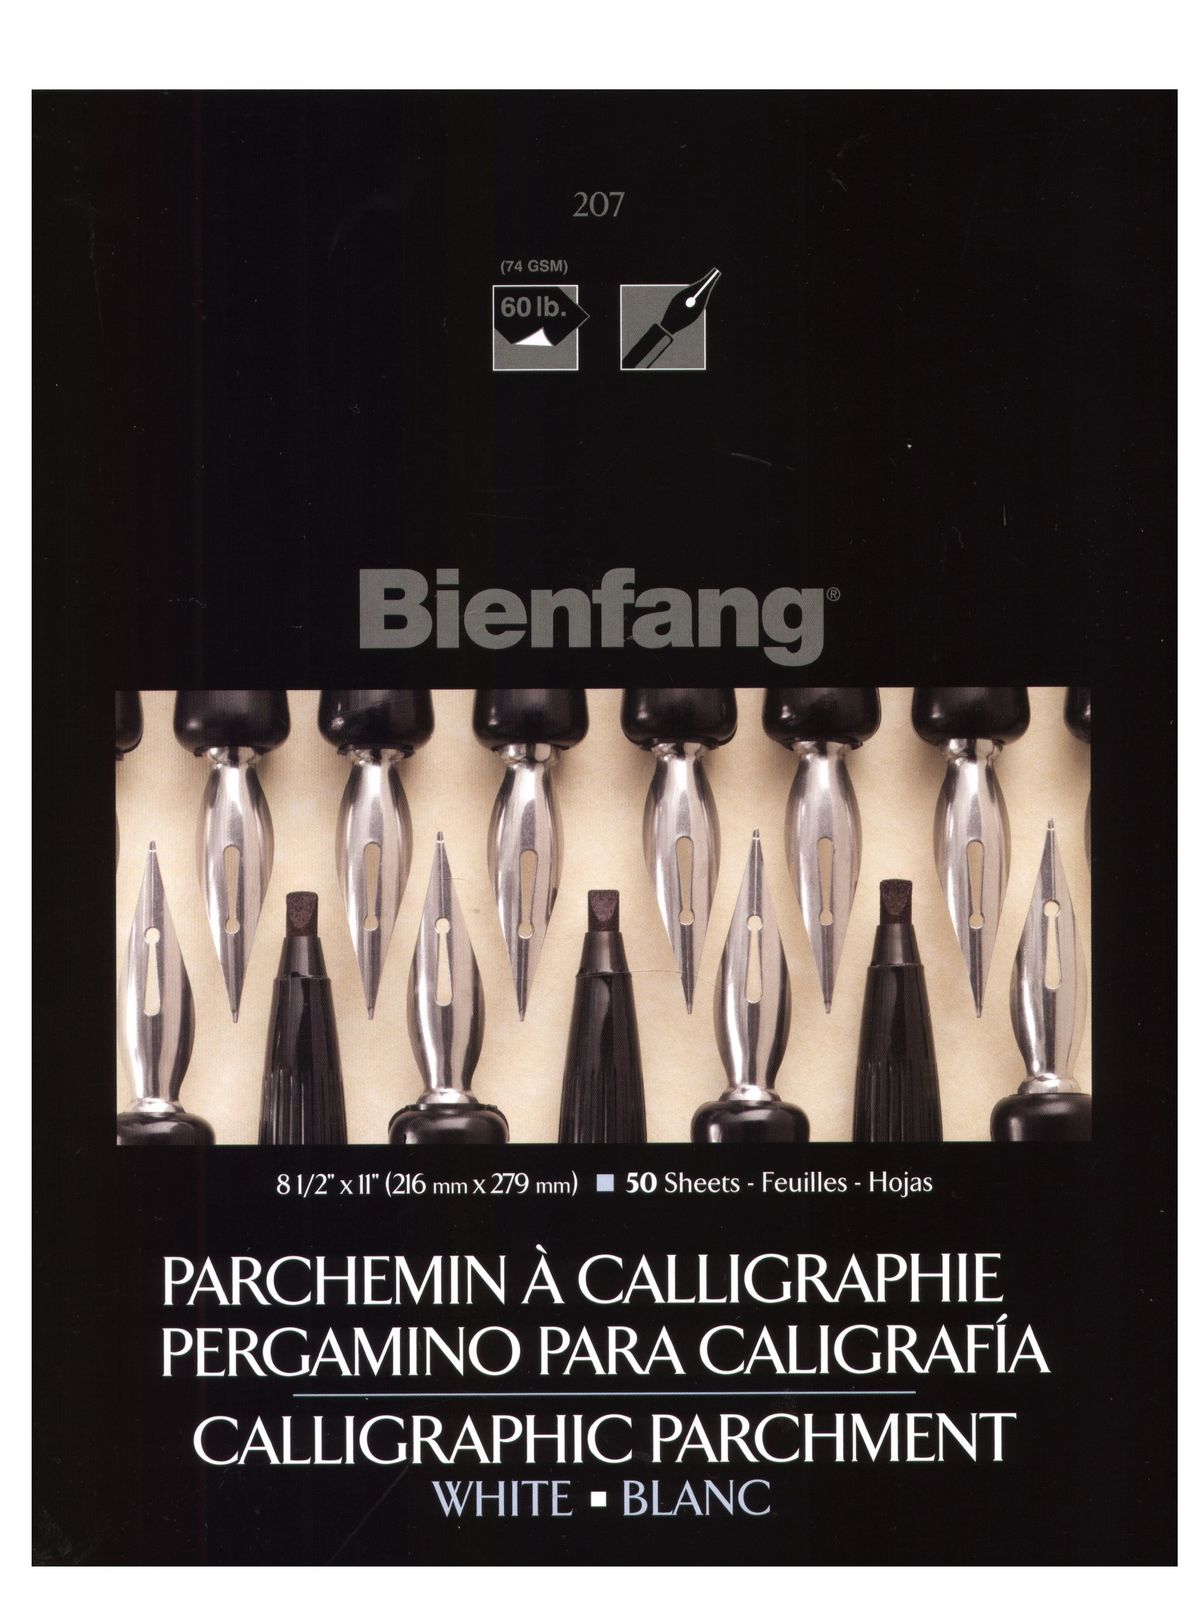 207
(74 GSM)
60 lb.
Bienfang®
8 1/2" x 11" (216 mm x 279 mm) ■ 50 Sheets - Feuilles - Hojas
PARCHEMIN À CALLIGRAPHIE
PERGAMINO PARA CALIGRAFÍA
CALLIGRAPHIC PARCHMENT
WHITE ▪ BLANC